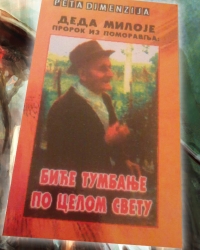 PETA DIMENZIJA
ДЕДА МИЛОЈЕ
ПРОРОК ИЗ ПОМОРАВЉА
БИЋЕ ТУМБАЊЕ
ПО ЦЕЛОМ СВЕТУ